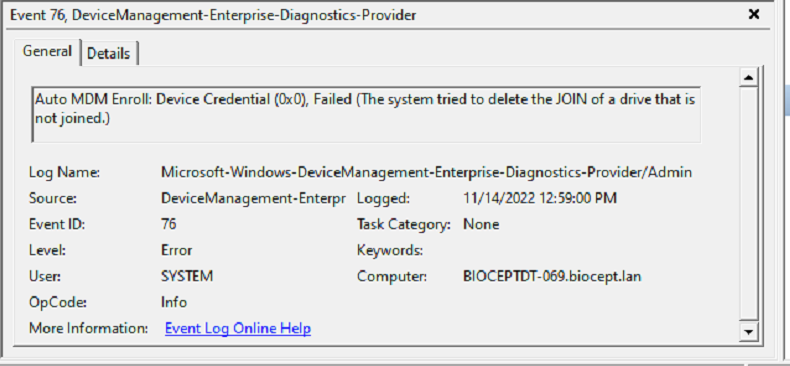 Event 76, DeviceManagement-Enterprise-Diagnostics-Provider
General Details
Auto MDM Enroll: Device Credential (0x0), Failed (The system tried to delete the JOIN of a drive that is
not joined.)
Log Name: Microsoft-Windows-DeviceManagement-Enterprise-Diagnostics-Provider/Admin
Source: DeviceManagement-Enterpr Logged: 11/14/2022 12:59:00 PM
Event ID: 76 Task Category: None
Level: Error Keywords:
User: SYSTEM Computer: BIOCEPTDT-069.biocept.lan
OpCode: Info
More Information: Event Log Online Help